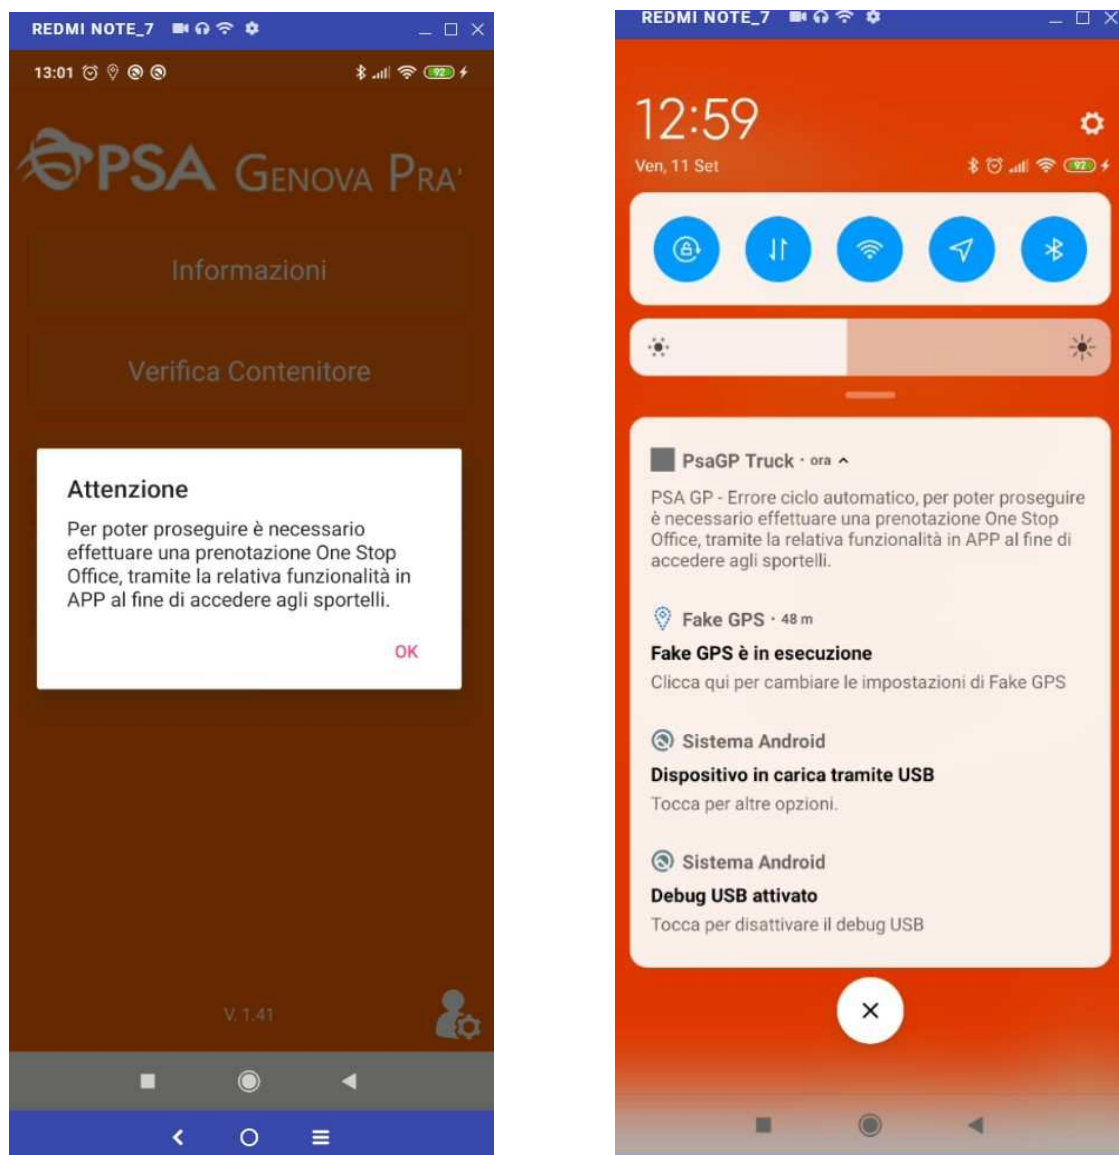 REDMI NOTE_7
13:01
92
PSA GENOVA PRA'
Informazioni
Verifica Contenitore
Attenzione
Per poter proseguire è necessario
effettuare una prenotazione One Stop
Office, tramite la relativa funzionalità in
APP al fine di accedere agli sportelli.
OK
V. 1.41
REDMI NOTE_7
12:59
Ven, 11 Set
92
PsaGP Truck · ora
PSA GP - Errore ciclo automatico, per poter proseguire
è necessario effettuare una prenotazione One Stop
Office, tramite la relativa funzionalità in APP al fine di
accedere agli sportelli.
Fake GPS · 48 m
Fake GPS è in esecuzione
Clicca qui per cambiare le impostazioni di Fake GPS
Sistema Android
Dispositivo in carica tramite USB
Tocca per altre opzioni.
Sistema Android
Debug USB attivato
Tocca per disattivare il debug USB